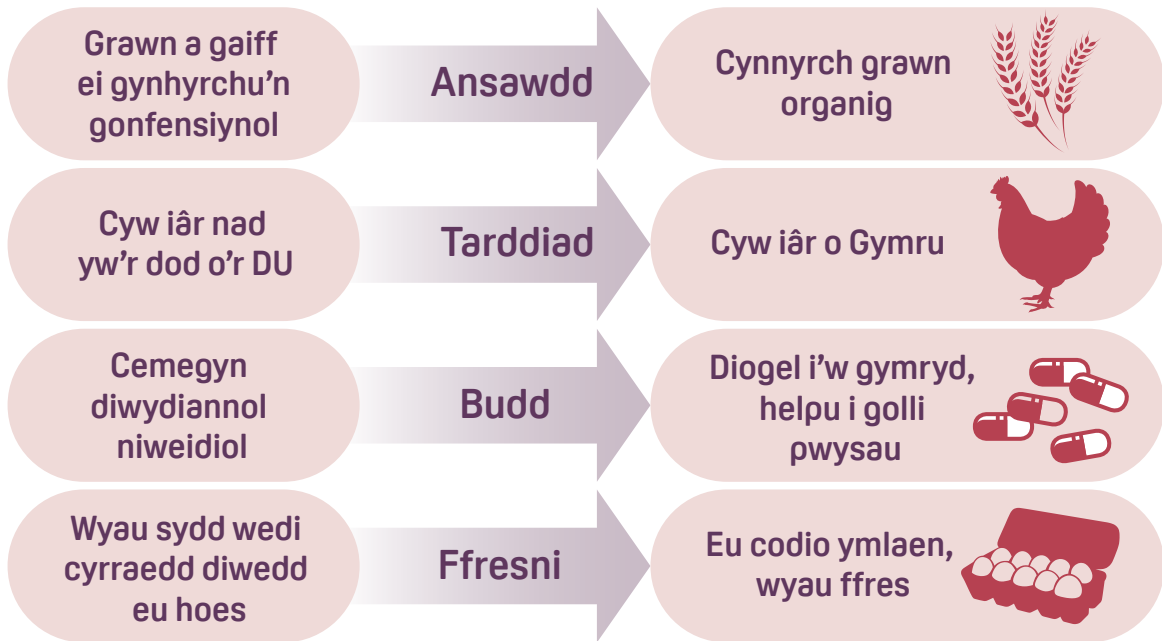 Grawn a gaiff
ei gynhyrchu'n
gonfensiynol
Ansawdd
Cynnyrch grawn
organig
Cyw iâr nad
yw'r dod o'r DU
Tarddiad
Cyw iâr o Gymru
Cemegyn
diwydiannol
niweidiol
Budd
Diogel i'w gymryd,
helpu i golli
pwysau
Wyau sydd wedi
cyrraedd diwedd
eu hoes
Ffresni
Eu codio ymlaen,
wyau ffres